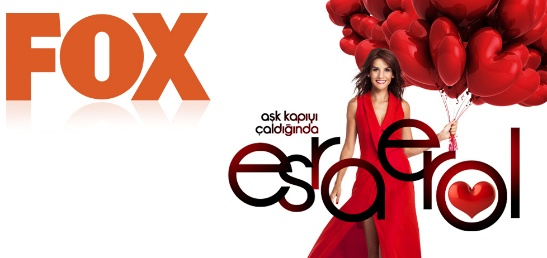 FOX
aşk kapıyı
çaldığında
esra erol